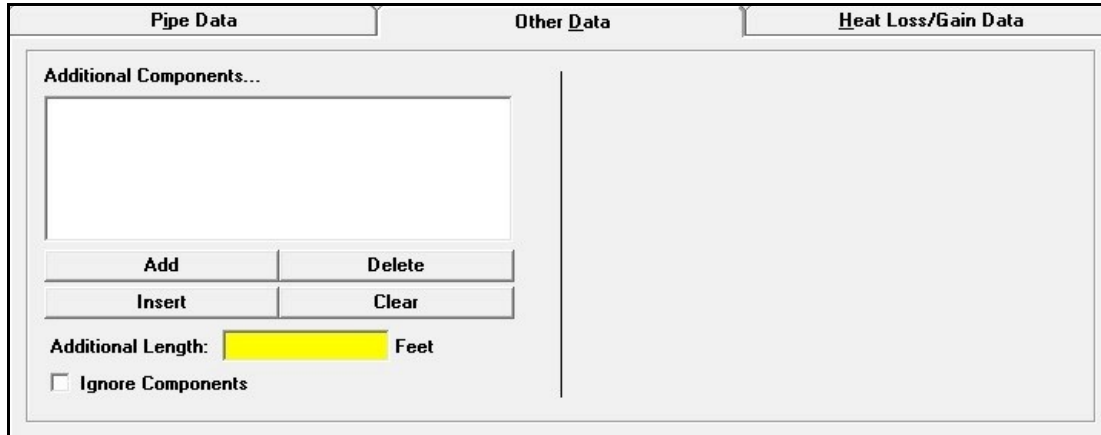 Pipe Data
Other Data
Heat Loss/Gain Data
Additional Components...
Add
Delete
Insert
Clear
Additional Length:
Feet
Ignore Components